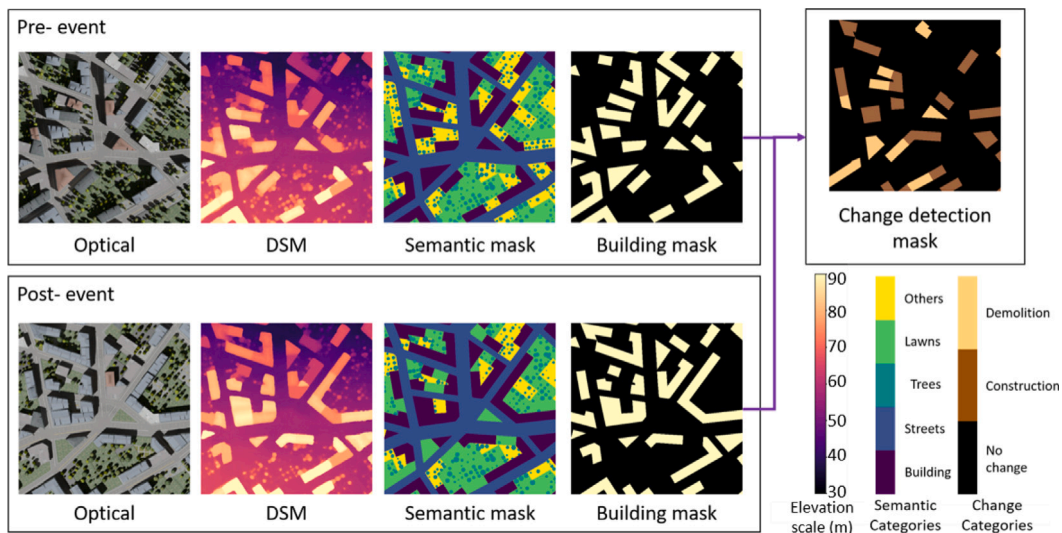 Pre- event
Optical
DSM
Semantic mask
Building mask
Change detection
mask
Post- event
Optical
DSM
Semantic mask
Building mask
90
80
70
60
50
40
30
Elevation
scale (m)
Others
Lawns
Trees
Streets
Building
Semantic
Categories
Demolition
Construction
No
change
Change
Categories